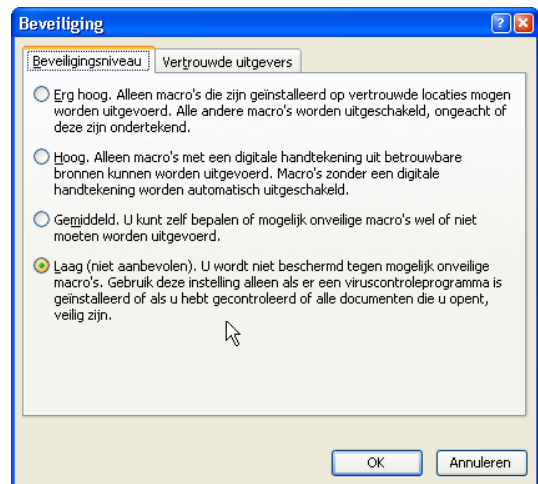 Beveiliging
Beveiligingsniveau
Vertrouwde uitgevers
Erg hoog. Alleen macro's die zijn geïnstalleerd op vertrouwde locaties mogen
worden uitgevoerd. Alle andere macro's worden uitgeschakeld, ongeacht of
deze zijn ondertekend.
Hoog. Alleen macro's met een digitale handtekening uit betrouwbare
bronnen kunnen worden uitgevoerd. Macro's zonder een digitale
handtekening worden automatisch uitgeschakeld.
Gemiddeld. U kunt zelf bepalen of mogelijk onveilige macro's wel of niet
moeten worden uitgevoerd.
Laag (niet aanbevolen). U wordt niet beschermd tegen mogelijk onveilige
macro's. Gebruik deze instelling alleen als er een viruscontroleprogramma is
geïnstalleerd of als u hebt gecontroleerd of alle documenten die u opent,
veilig zijn.
OK
Annuleren